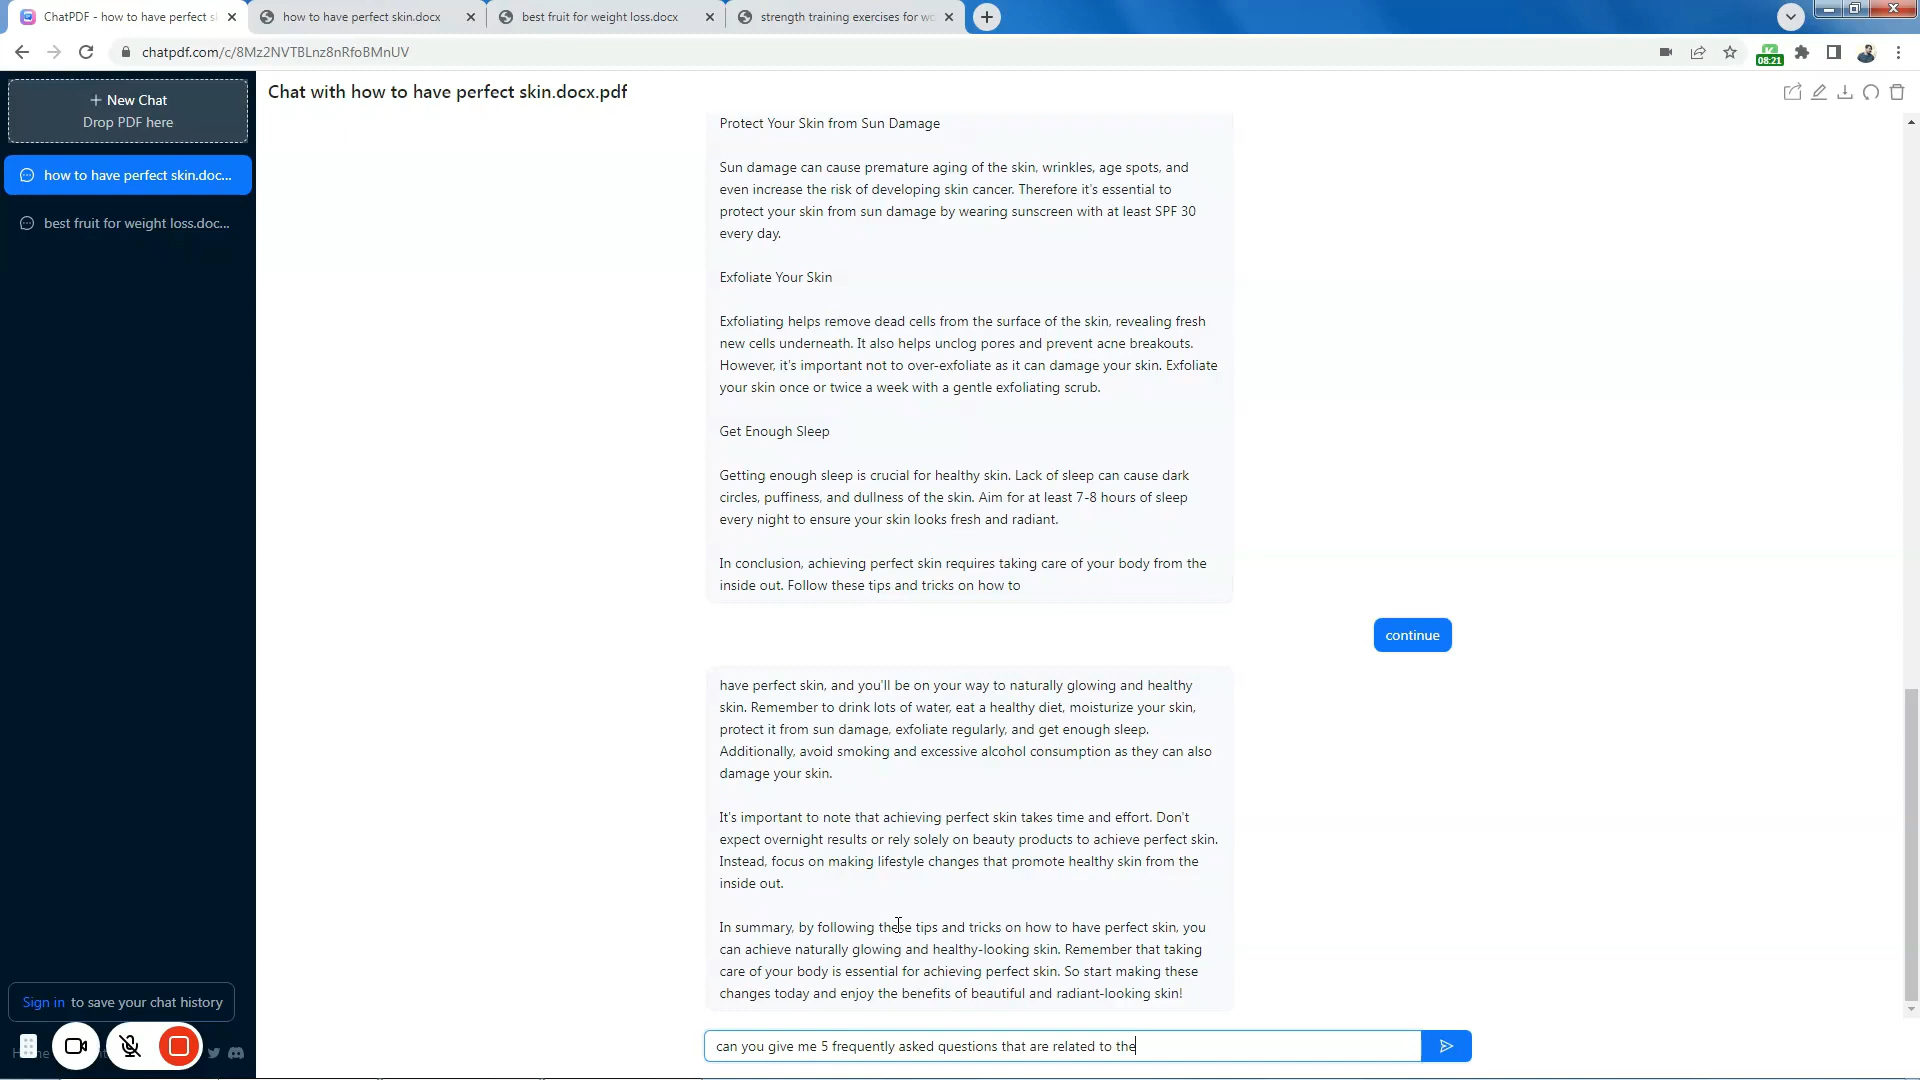 ChatPDF - how to have perfect s
how to have perfect skin.docx
best fruit for weight loss.docx
strength training exercises for wo
chatpdf.com/c/8Mz2NVTBLnz8nRfoBMnUV
08:21
+ New Chat
Drop PDF here
how to have perfect skin.doc...
best fruit for weight loss.doc...
Chat with how to have perfect skin.docx.pdf
Protect Your Skin from Sun Damage
Sun damage can cause premature aging of the skin, wrinkles, age spots, and
even increase the risk of developing skin cancer. Therefore it's essential to
protect your skin from sun damage by wearing sunscreen with at least SPF 30
every day.
Exfoliate Your Skin
Exfoliating helps remove dead cells from the surface of the skin, revealing fresh
new cells underneath. It also helps unclog pores and prevent acne breakouts.
However, it's important not to over-exfoliate as it can damage your skin. Exfoliate
your skin once or twice a week with a gentle exfoliating scrub.
Get Enough Sleep
Getting enough sleep is crucial for healthy skin. Lack of sleep can cause dark
circles, puffiness, and dullness of the skin. Aim for at least 7-8 hours of sleep
every night to ensure your skin looks fresh and radiant.
In conclusion, achieving perfect skin requires taking care of your body from the
inside out. Follow these tips and tricks on how to
continue
have perfect skin, and you'll be on your way to naturally glowing and healthy
skin. Remember to drink lots of water, eat a healthy diet, moisturize your skin,
protect it from sun damage, exfoliate regularly, and get enough sleep.
Additionally, avoid smoking and excessive alcohol consumption as they can also
damage your skin.
It's important to note that achieving perfect skin takes time and effort. Don't
expect overnight results or rely solely on beauty products to achieve perfect skin.
Instead, focus on making lifestyle changes that promote healthy skin from the
inside out.
In summary, by following these tips and tricks on how to have perfect skin, you
can achieve naturally glowing and healthy-looking skin. Remember that taking
care of your body is essential for achieving perfect skin. So start making these
changes today and enjoy the benefits of beautiful and radiant-looking skin!
Sign in to save your chat history
can you give me 5 frequently asked questions that are related to the